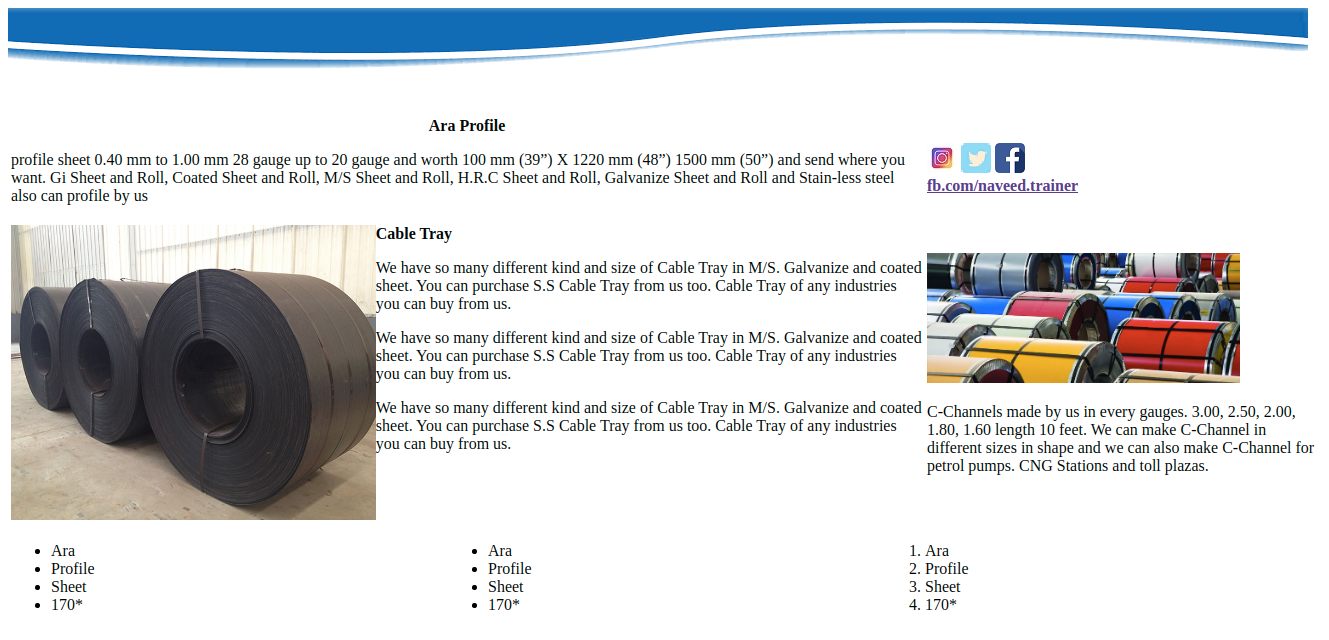 Ara Profile
profile sheet 0.40 mm to 1.00 mm 28 gauge up to 20 gauge and worth 100 mm (39”) X 1220 mm (48”) 1500 mm (50”) and send where you
want. Gi Sheet and Roll, Coated Sheet and Roll, M/S Sheet and Roll, H.R.C Sheet and Roll, Galvanize Sheet and Roll and Stain-less steel
also can profile by us
fb.com/naveed.trainer
Cable Tray
We have so many different kind and size of Cable Tray in M/S. Galvanize and coated
sheet. You can purchase S.S Cable Tray from us too. Cable Tray of any industries
you can buy from us.
We have so many different kind and size of Cable Tray in M/S. Galvanize and coated
sheet. You can purchase S.S Cable Tray from us too. Cable Tray of any industries
you can buy from us.
We have so many different kind and size of Cable Tray in M/S. Galvanize and coated
sheet. You can purchase S.S Cable Tray from us too. Cable Tray of any industries
you can buy from us.
C-Channels made by us in every gauges. 3.00, 2.50, 2.00,
1.80, 1.60 length 10 feet. We can make C-Channel in
different sizes in shape and we can also make C-Channel for
petrol pumps. CNG Stations and toll plazas.
• Ara
• Profile
• Sheet
• 170*
• Ara
• Profile
• Sheet
• 170*
1. Ara
2. Profile
3. Sheet
4. 170*